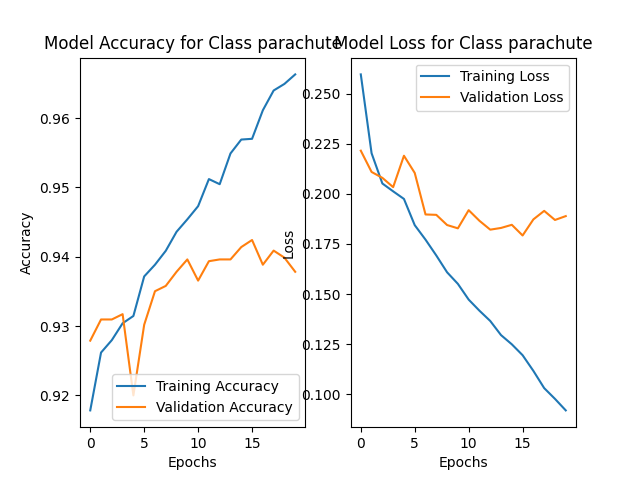 Model Accuracy for Class parachute
Model Loss for Class parachute
0.96
0.95
0.94
0.93
0.92
Accuracy
0
5
10
15
Epochs
Training Accuracy
Validation Accuracy
0.250
0.225
0.200
0.175
0.150
0.125
0.100
Loss
0
5
10
15
Epochs
Training Loss
Validation Loss